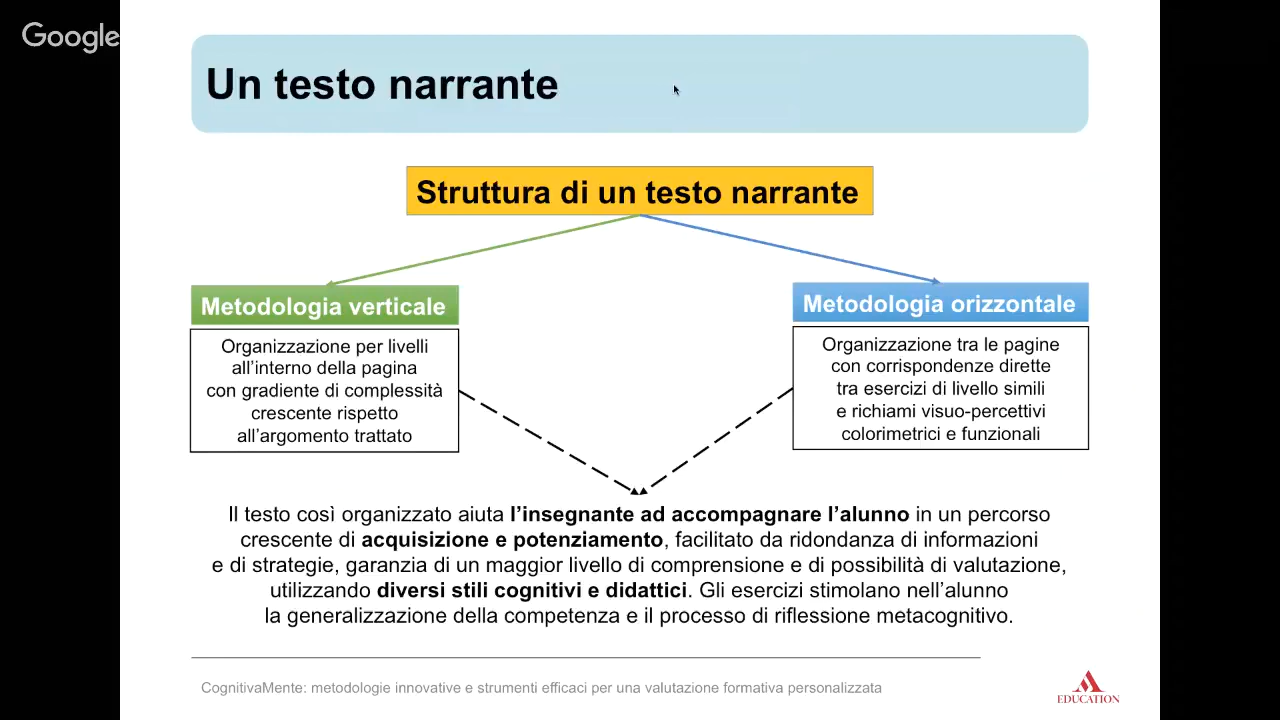 Google
Un testo narrante
Struttura di un testo narrante
Metodologia verticale
Organizzazione per livelli
all’interno della pagina
con gradiente di complessità
crescente rispetto
all’argomento trattato
Metodologia orizzontale
Organizzazione tra le pagine
con corrispondenze dirette
tra esercizi di livello simili
e richiami visuo-percettivi
colorimetrici e funzionali
Il testo così organizzato aiuta l’insegnante ad accompagnare l’alunno in un percorso
crescente di acquisizione e potenziamento, facilitato da ridondanza di informazioni
e di strategie, garanzia di un maggior livello di comprensione e di possibilità di valutazione,
utilizzando diversi stili cognitivi e didattici. Gli esercizi stimolano nell’alunno
la generalizzazione della competenza e il processo di riflessione metacognitivo.
CognitivaMente: metodologie innovative e strumenti efficaci per una valutazione formativa personalizzata
EDUCATION